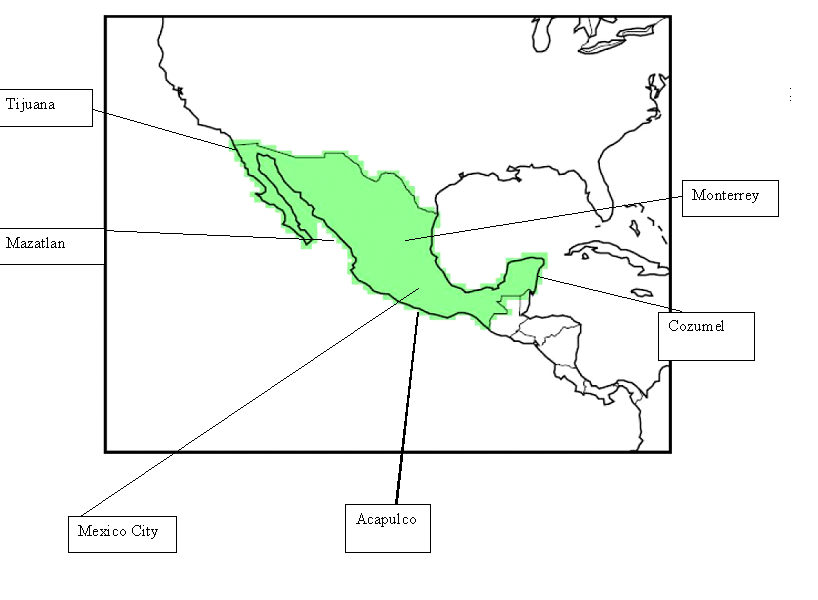 Tijuana
Monterrey
Mazatlan
Cozumel
Acapulco
Mexico City